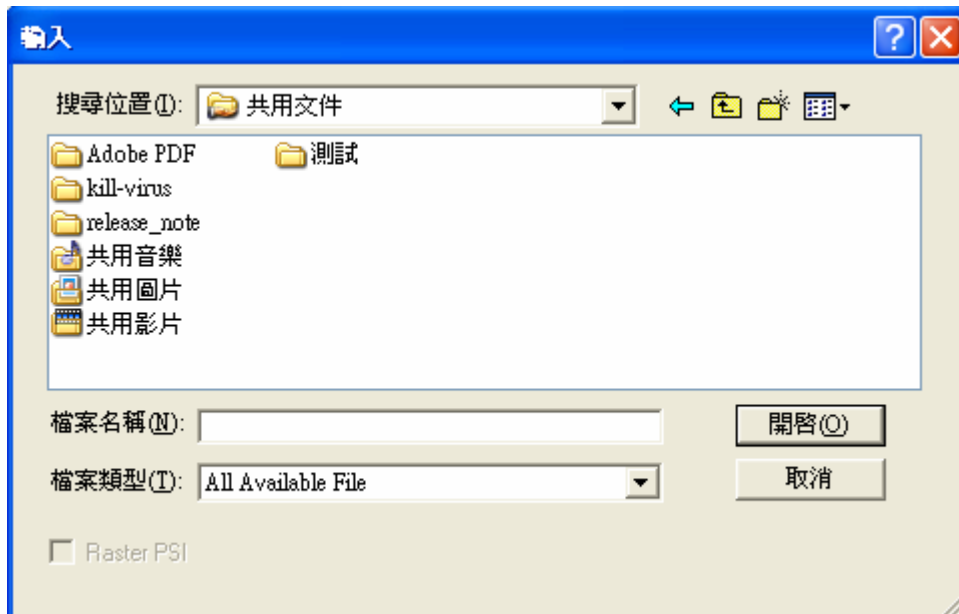 輸入
搜尋位置(I): 共用文件
Adobe PDF 測試
kill-virus
release_note
共用音樂
共用圖片
共用影片
檔案名稱(N): 開啓(O)
檔案類型(T): All Available File 取消
Raster PSI